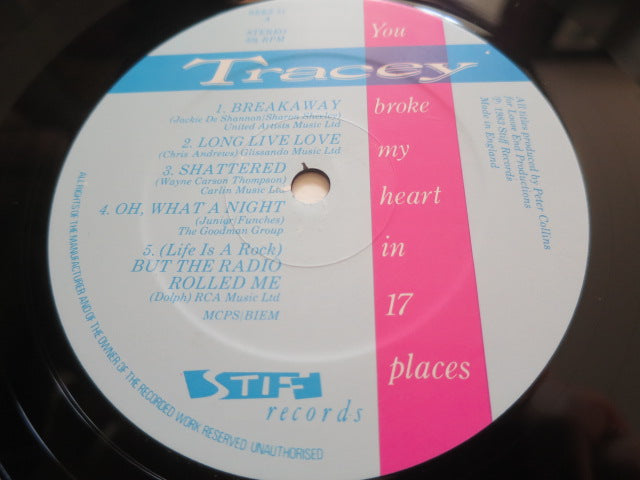 A
STEREO
RPM
You
Tracey
broke
my
heart
in
17
places
1. BREAKAWAY
(Jackie De Shannon/Sharon Sheeley)
United Artists Music Ltd
2. LONG LIVE LOVE
(Chris Andrews) Glissando Music Ltd
3. SHATTERED
(Wayne Carson Thompson)
Carlin Music Ltd
4. OH, WHAT A NIGHT
(Junior/Funches)
The Goodman Group
5. (Life Is A Rock)
BUT THE RADIO
ROLLED ME
(Dolph) RCA Music Ltd
MCPS/BIEM
STIFF
records
All titles produced by Peter Collins
for Loose End Productions
℗ 1983 Stiff Records
Made in England
ALL RIGHTS OF THE MANUFACTURER AND OF THE OWNER OF THE RECORDED WORK RESERVED UNAUTHORISED